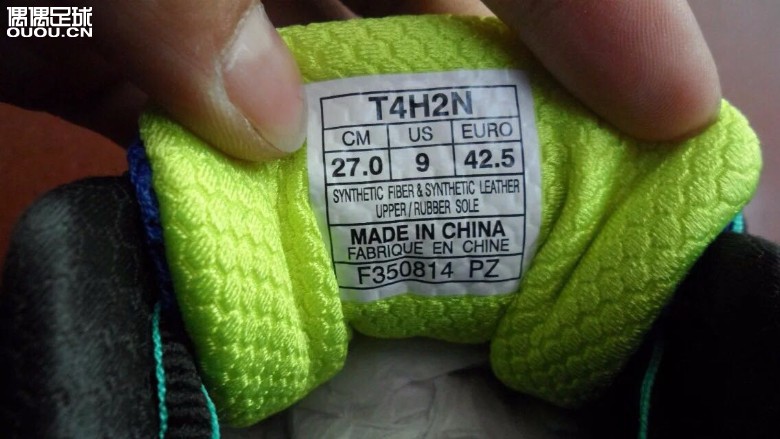 偶偶足球
OUOU.CN
T4H2N
CM US EURO
27.0 9 42.5
SYNTHETIC FIBER & SYNTHETIC LEATHER
UPPER / RUBBER SOLE
MADE IN CHINA
FABRIQUE EN CHINE
F350814 PZ